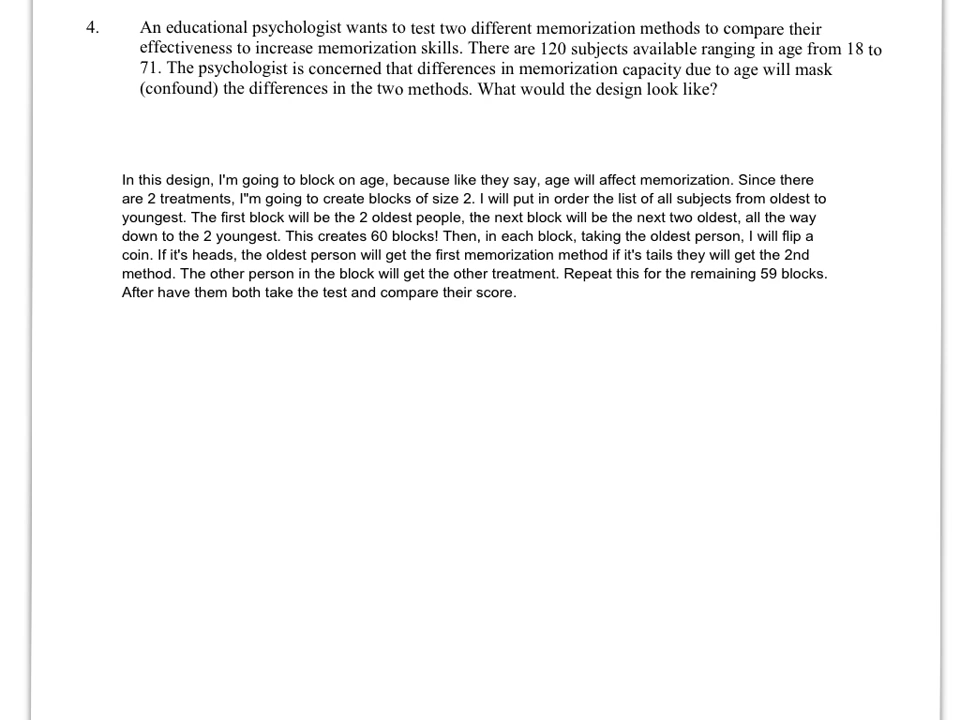 4. An educational psychologist wants to test two different memorization methods to compare their
effectiveness to increase memorization skills. There are 120 subjects available ranging in age from 18 to
71. The psychologist is concerned that differences in memorization capacity due to age will mask
(confound) the differences in the two methods. What would the design look like?
In this design, I'm going to block on age, because like they say, age will affect memorization. Since there
are 2 treatments, I"m going to create blocks of size 2. I will put in order the list of all subjects from oldest to
youngest. The first block will be the 2 oldest people, the next block will be the next two oldest, all the way
down to the 2 youngest. This creates 60 blocks! Then, in each block, taking the oldest person, I will flip a
coin. If it's heads, the oldest person will get the first memorization method if it's tails they will get the 2nd
method. The other person in the block will get the other treatment. Repeat this for the remaining 59 blocks.
After have them both take the test and compare their score.